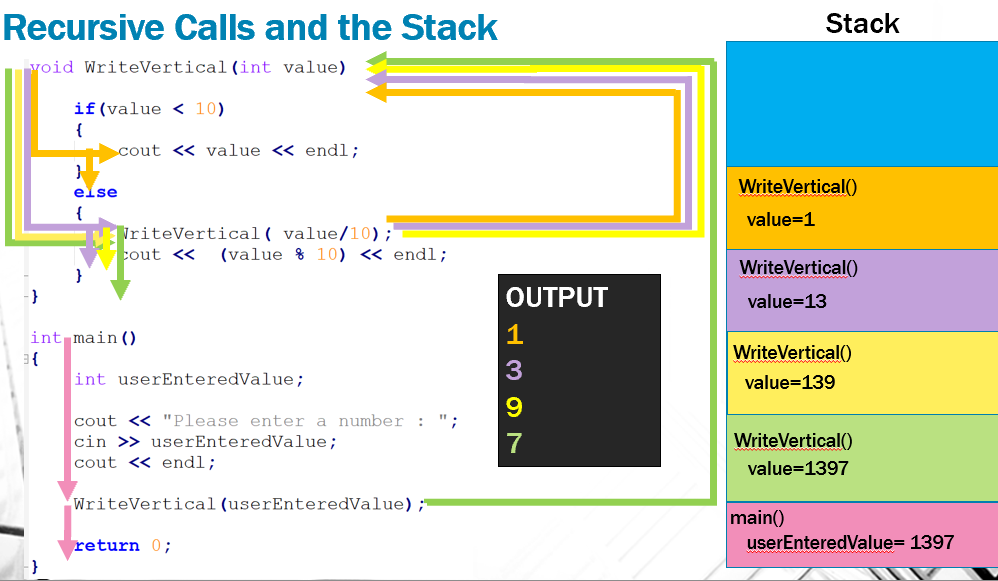 Recursive Calls and the Stack
Stack
void WriteVertical(int value)
if(value < 10)
{
cout << value << endl;
}
else
{
WriteVertical( value/10);
cout << (value % 10) << endl;
}
}
int main()
{
int userEnteredValue;
cout << "Please enter a number : ";
cin >> userEnteredValue;
cout << endl;
WriteVertical(userEnteredValue);
return 0;
}
OUTPUT
1
3
9
7
WriteVertical()
value=1
WriteVertical()
value=13
WriteVertical()
value=139
WriteVertical()
value=1397
main()
userEnteredValue= 1397